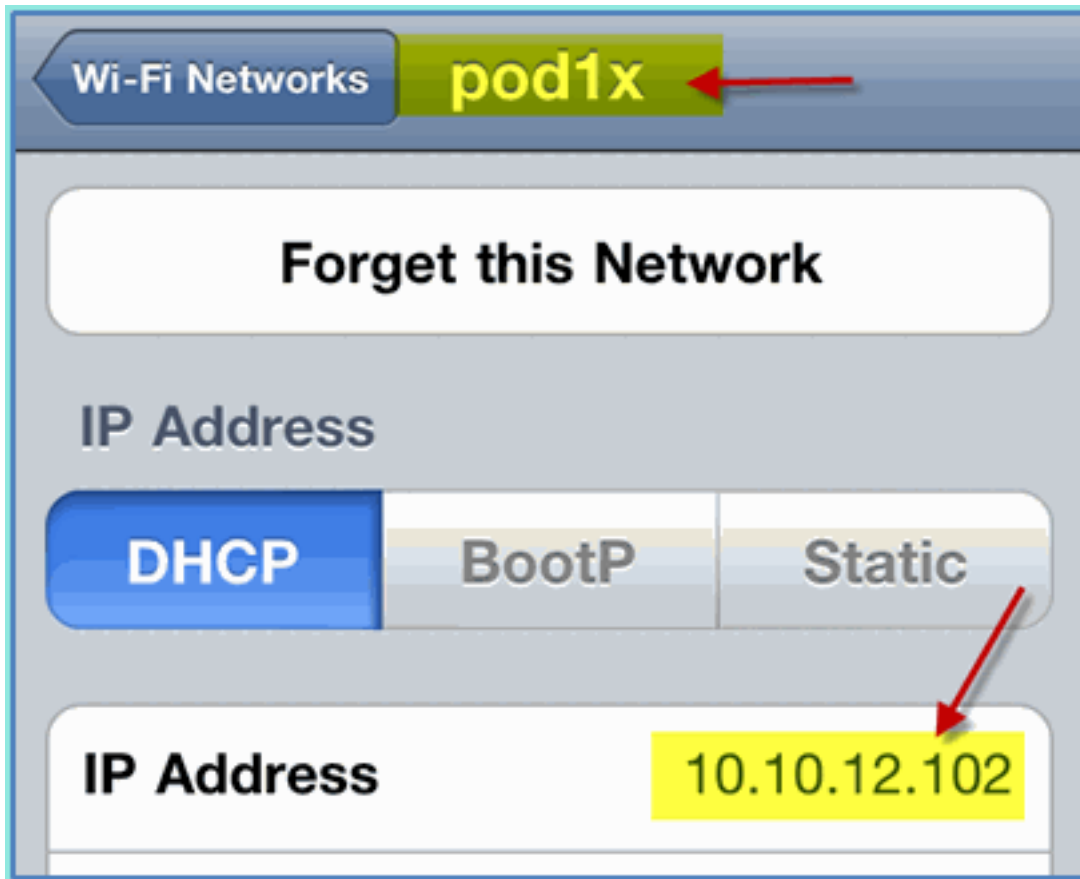 Wi-Fi Networks pod1x
Forget this Network
IP Address
DHCP BootP Static
IP Address 10.10.12.102